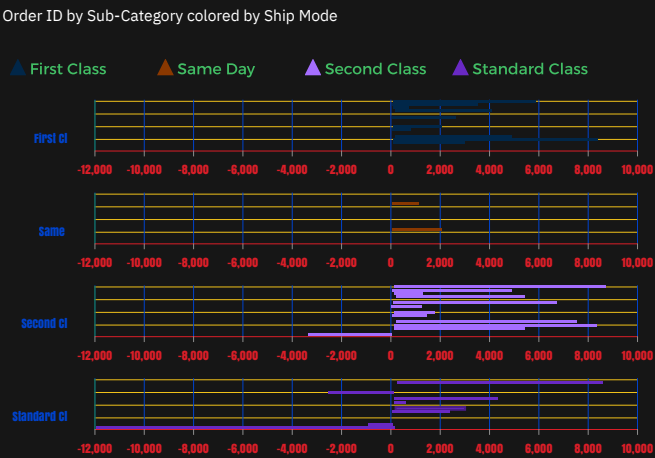 Order ID by Sub-Category colored by Ship Mode
First Class Same Day Second Class Standard Class
First Cl
-12,000 -10,000 -8,000 -6,000 -4,000 -2,000 0 2,000 4,000 6,000 8,000 10,000
Same
-12,000 -10,000 -8,000 -6,000 -4,000 -2,000 0 2,000 4,000 6,000 8,000 10,000
Second Cl
-12,000 -10,000 -8,000 -6,000 -4,000 -2,000 0 2,000 4,000 6,000 8,000 10,000
Standard Cl
-12,000 -10,000 -8,000 -6,000 -4,000 -2,000 0 2,000 4,000 6,000 8,000 10,000